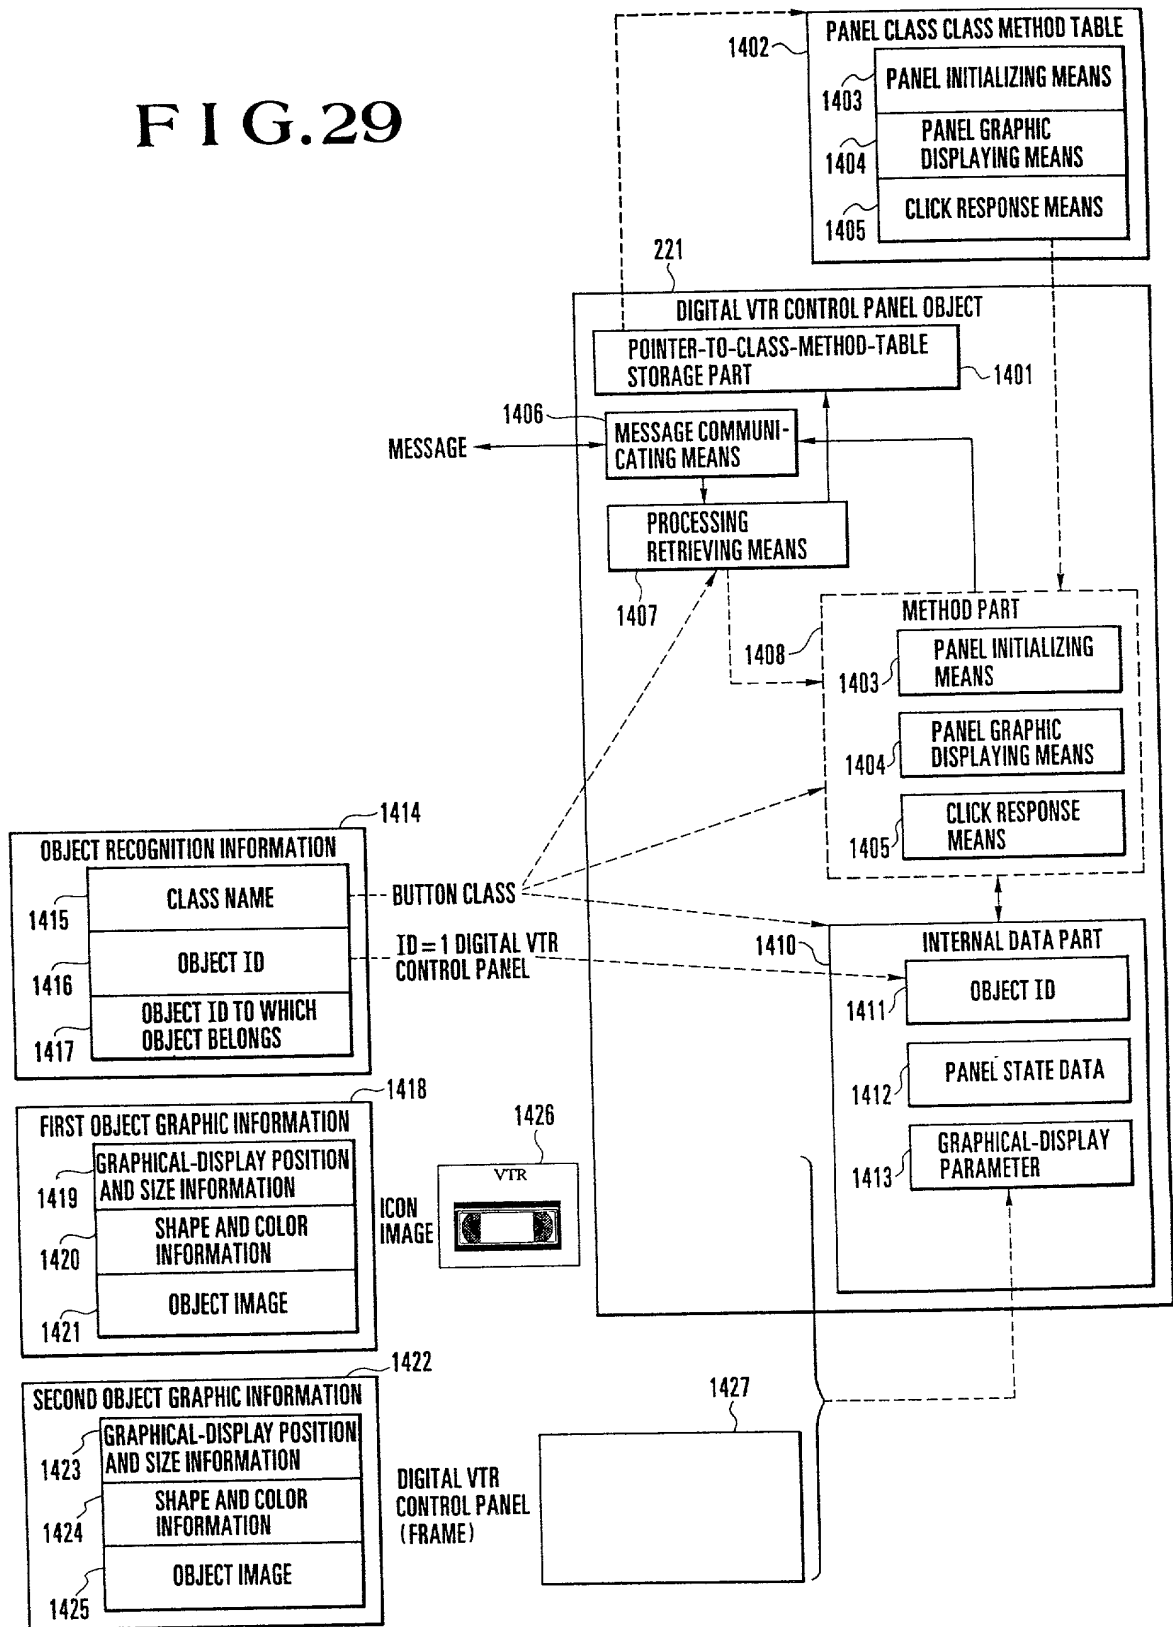 FIG.29
PANEL CLASS CLASS METHOD TABLE
1402
PANEL INITIALIZING MEANS
1403
PANEL GRAPHIC
DISPLAYING MEANS
1404
CLICK RESPONSE MEANS
1405
221
DIGITAL VTR CONTROL PANEL OBJECT
POINTER-TO-CLASS-METHOD-TABLE
STORAGE PART
1401
1406
MESSAGE
MESSAGE COMMUNI-
CATING MEANS
PROCESSING
RETRIEVING MEANS
1407
METHOD PART
1408
PANEL INITIALIZING
MEANS
1403
PANEL GRAPHIC
DISPLAYING MEANS
1404
CLICK RESPONSE
MEANS
1405
1414
OBJECT RECOGNITION INFORMATION
CLASS NAME
1415
BUTTON CLASS
OBJECT ID
1416
ID=1 DIGITAL VTR
CONTROL PANEL
OBJECT ID TO WHICH
OBJECT BELONGS
1417
1410
INTERNAL DATA PART
OBJECT ID
1411
PANEL STATE DATA
1412
GRAPHICAL-DISPLAY
PARAMETER
1413
1418
FIRST OBJECT GRAPHIC INFORMATION
GRAPHICAL-DISPLAY POSITION
AND SIZE INFORMATION
1419
SHAPE AND COLOR
INFORMATION
1420
OBJECT IMAGE
1421
ICON
IMAGE
1426
VTR
1422
SECOND OBJECT GRAPHIC INFORMATION
GRAPHICAL-DISPLAY POSITION
AND SIZE INFORMATION
1423
SHAPE AND COLOR
INFORMATION
1424
OBJECT IMAGE
1425
DIGITAL VTR
CONTROL PANEL
(FRAME)
1427